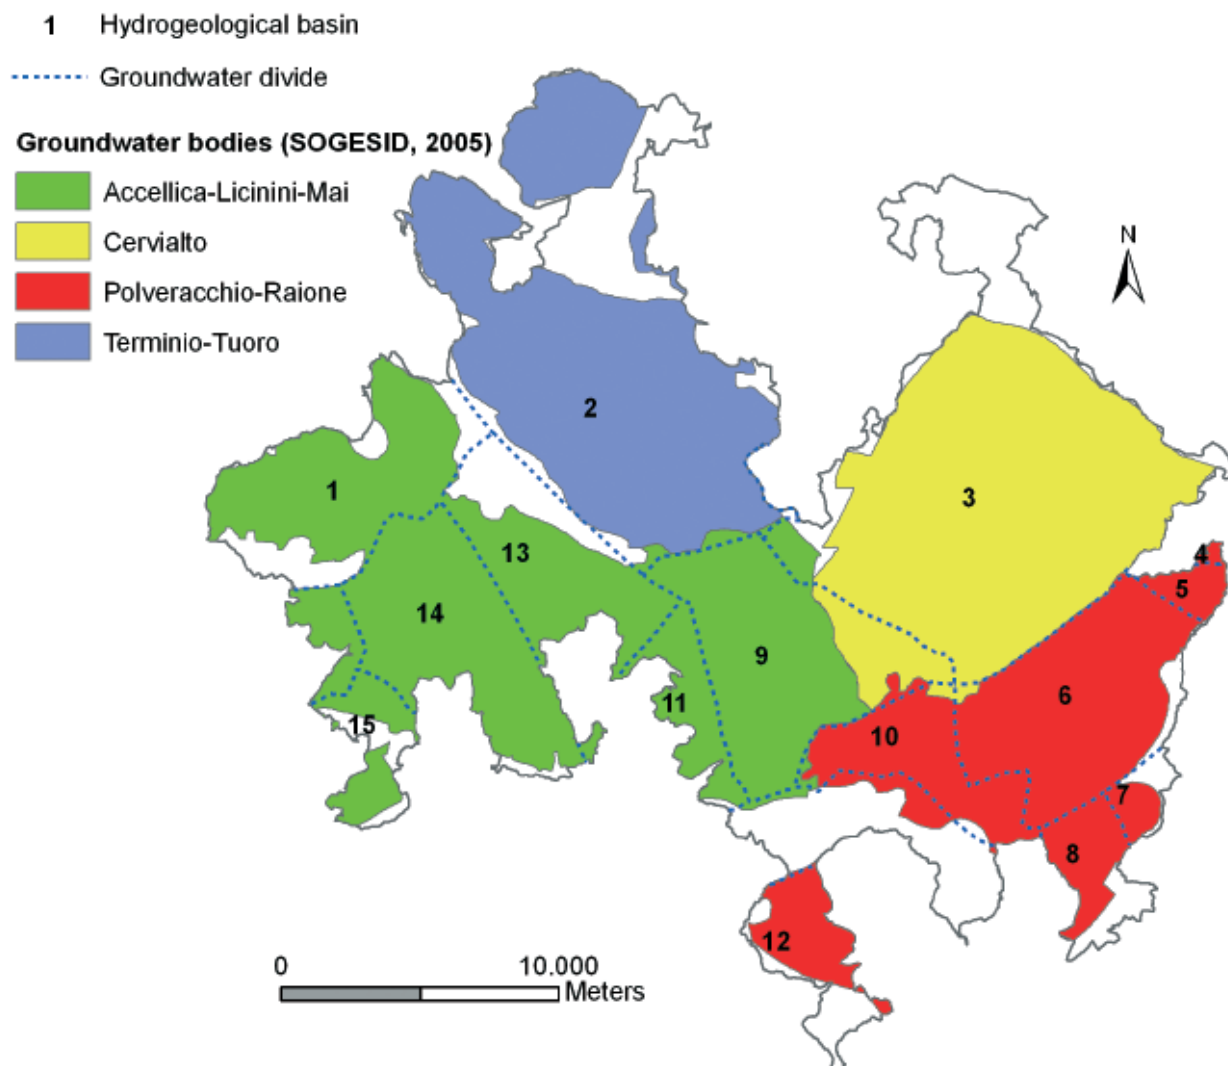 1 Hydrogeological basin
Groundwater divide
Groundwater bodies (SOGESID, 2005)
Accellica-Licinini-Mai
Cervialto
Polveracchio-Raione
Terminio-Tuoro
N
2
1
3
13
4
5
14
9
6
11
15
10
7
8
12
0 10.000
Meters